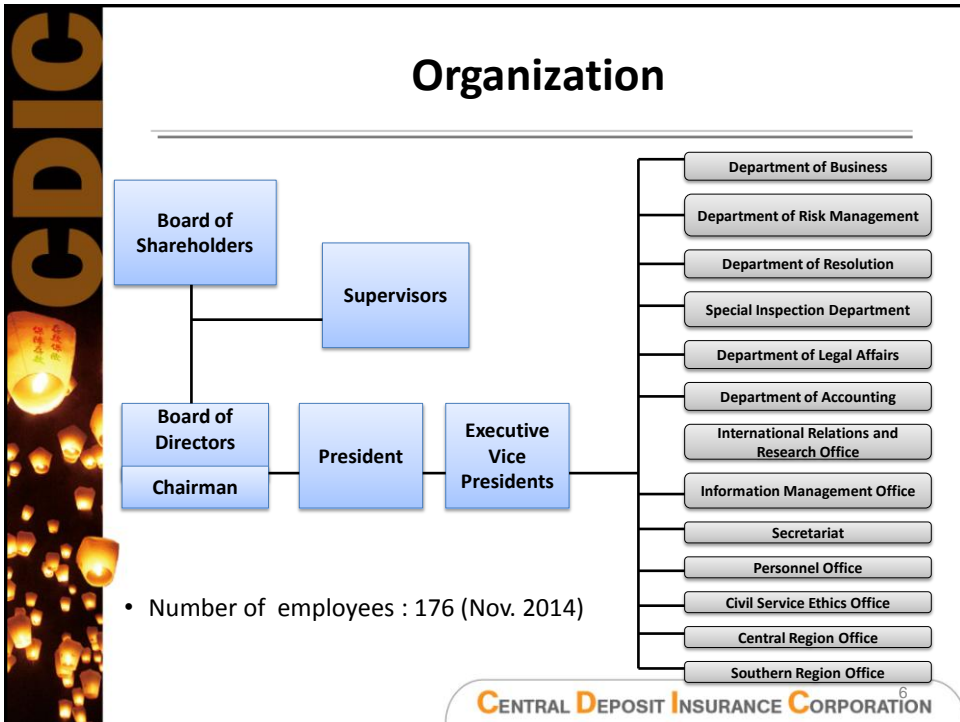 CDIC
Organization
Board of
Shareholders
Supervisors
Board of
Directors
Chairman
President
Executive
Vice
Presidents
Department of Business
Department of Risk Management
Department of Resolution
Special Inspection Department
Department of Legal Affairs
Department of Accounting
International Relations and
Research Office
Information Management Office
Secretariat
Personnel Office
Civil Service Ethics Office
Central Region Office
Southern Region Office
• Number of employees : 176 (Nov. 2014)
6
CENTRAL DEPOSIT INSURANCE CORPORATION